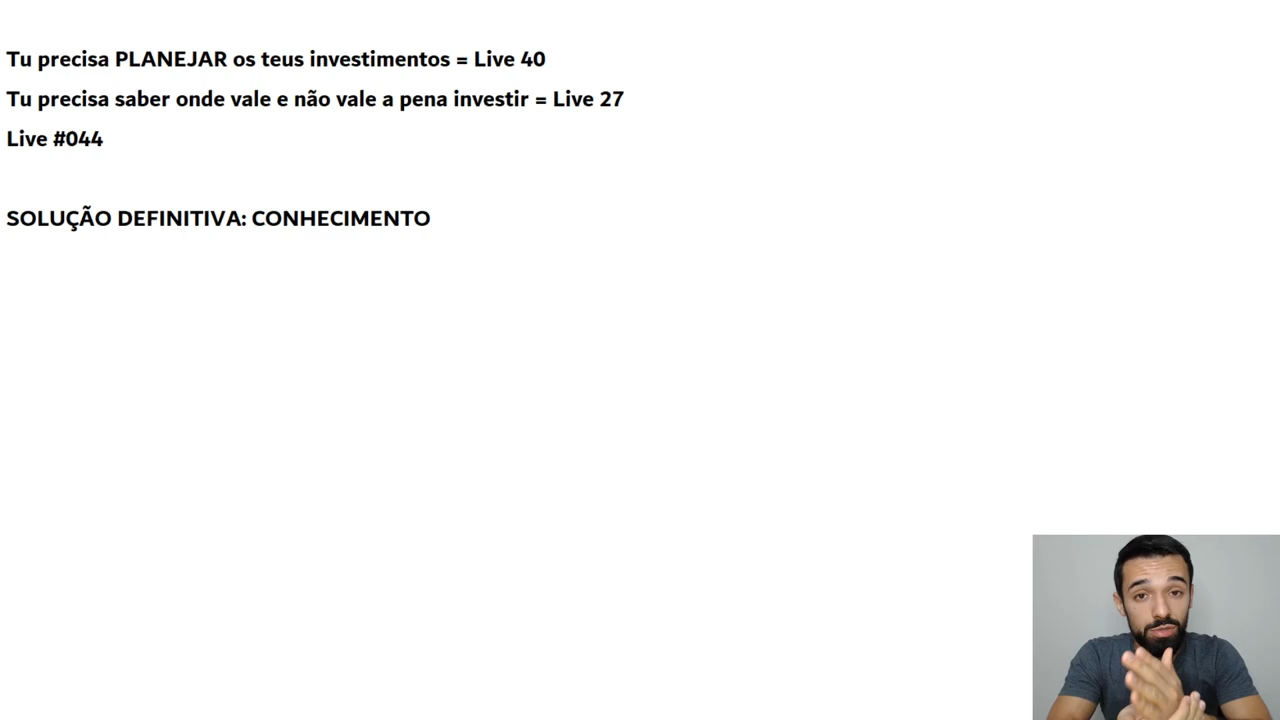 Tu precisa PLANEJAR os teus investimentos = Live 40
Tu precisa saber onde vale e não vale a pena investir = Live 27
Live #044
SOLUÇÃO DEFINITIVA: CONHECIMENTO